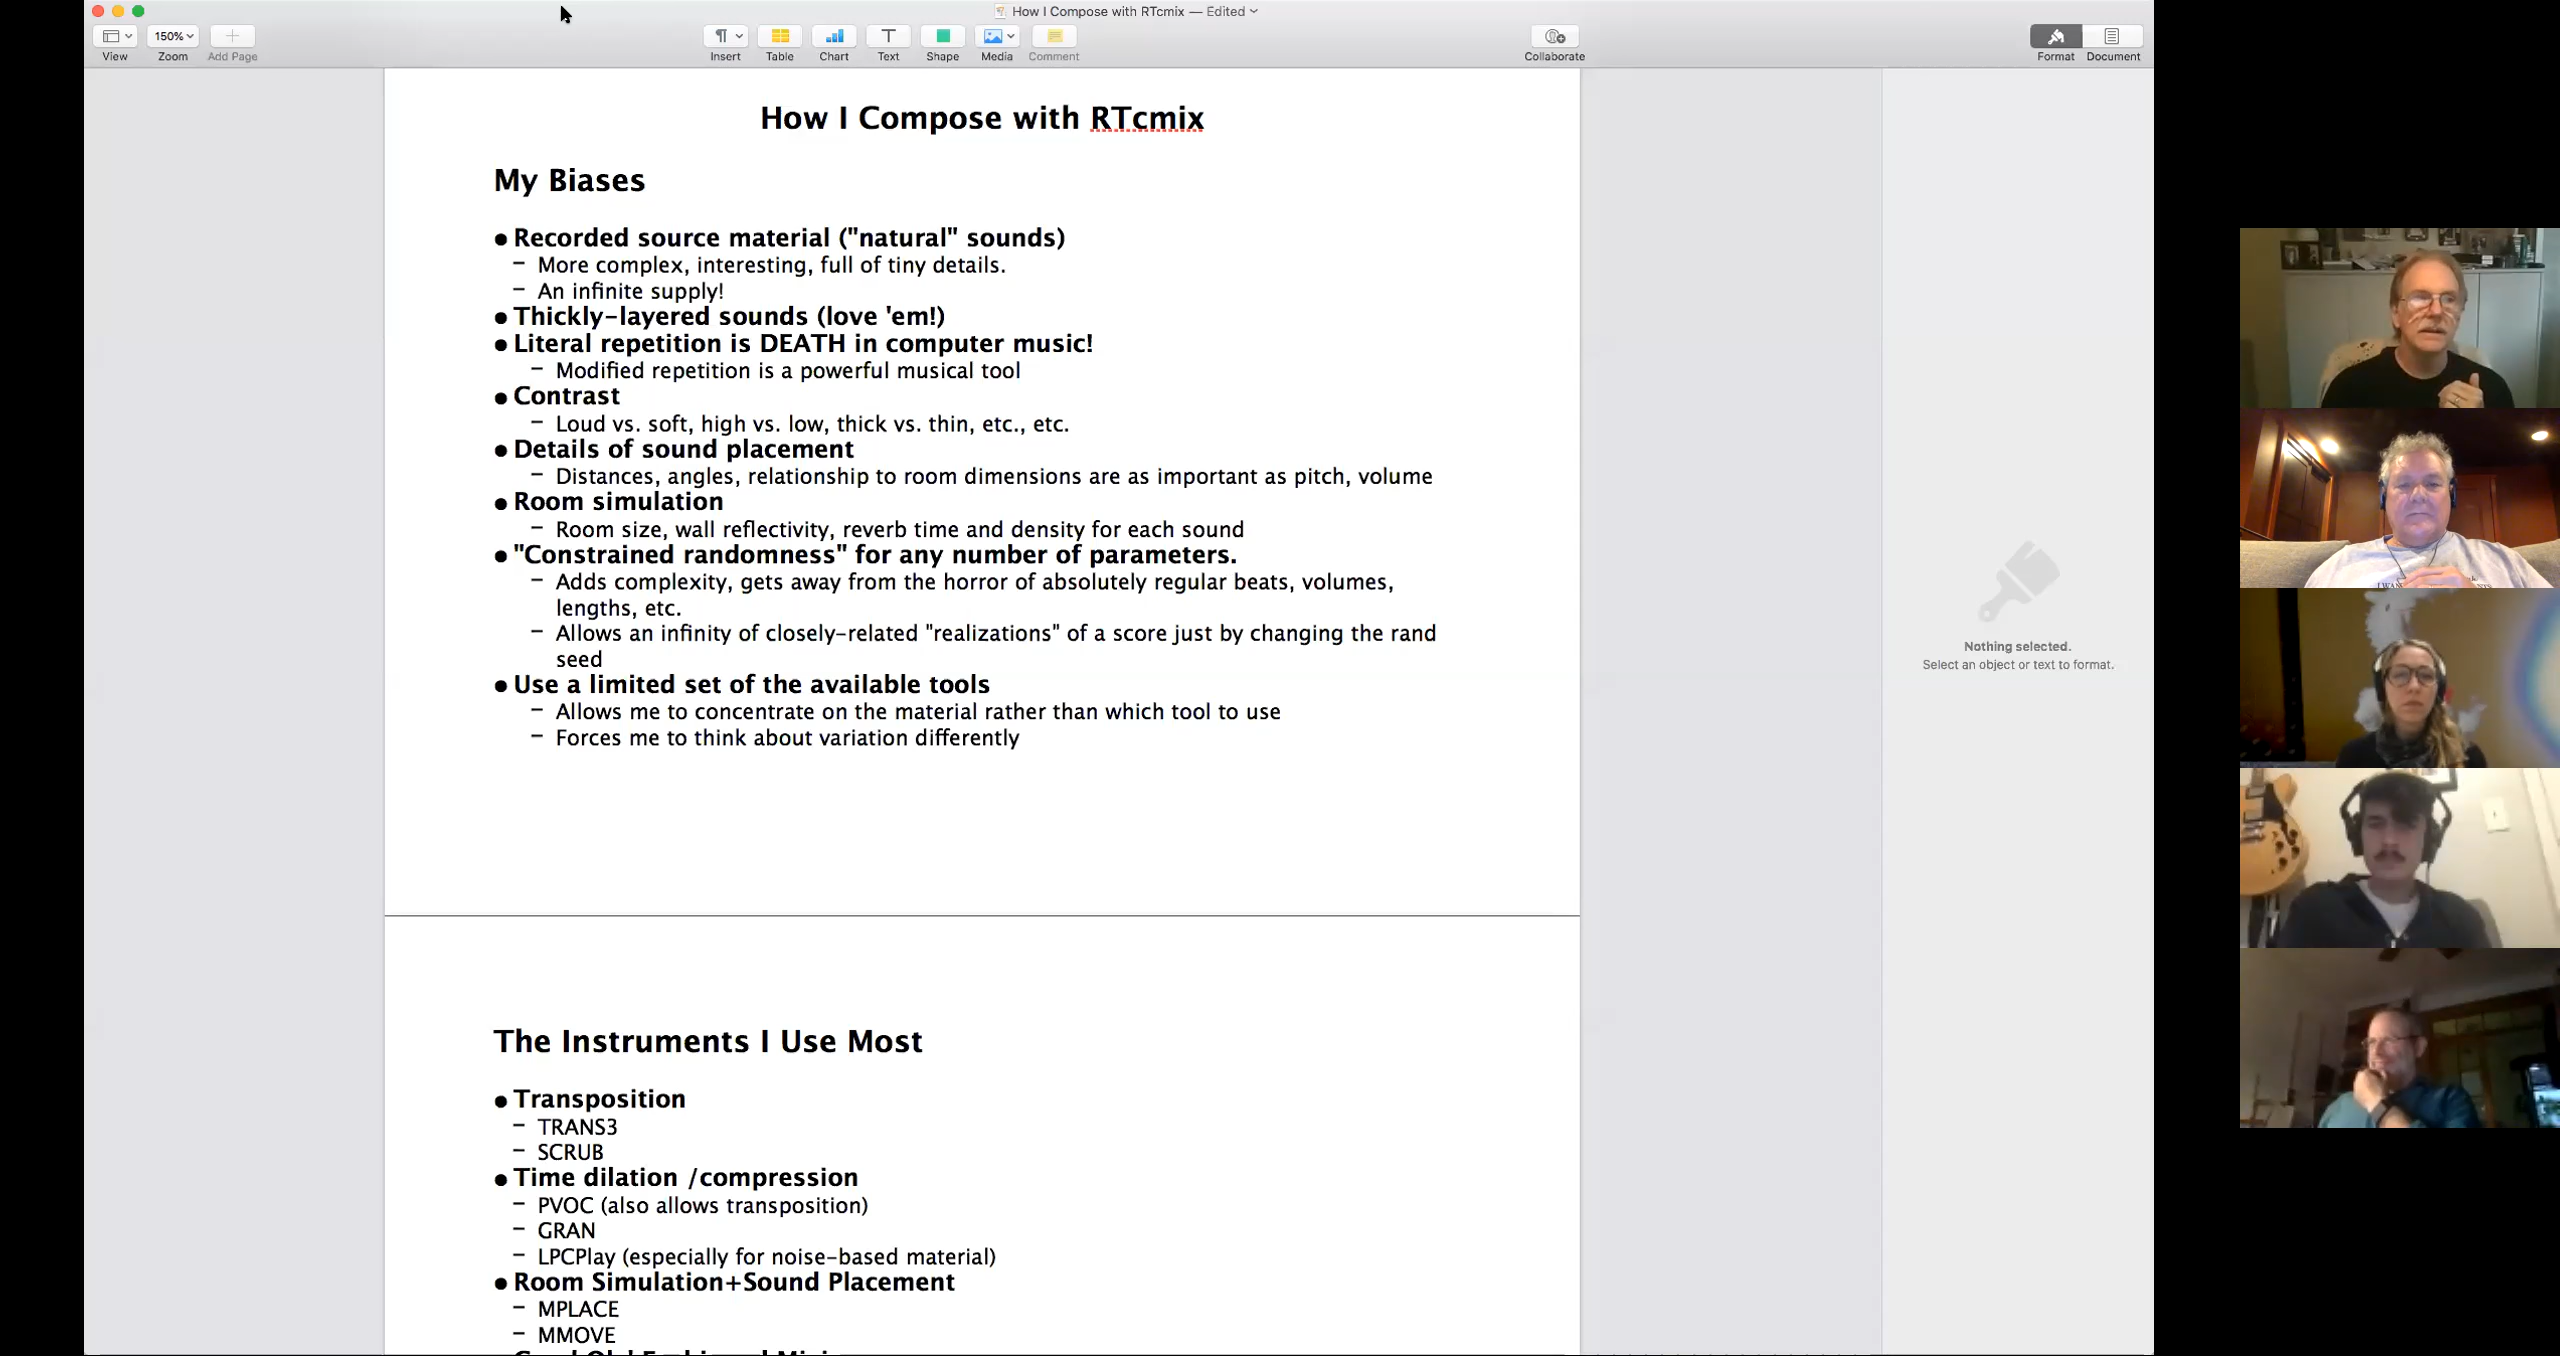 How I Compose with RTcmix — Edited
View
150%
Zoom
Add Page
Insert
Table
Chart
Text
Shape
Media
Comment
Collaborate
Format
Document
How I Compose with RTcmix
My Biases
● Recorded source material ("natural" sounds)
– More complex, interesting, full of tiny details.
– An infinite supply!
● Thickly-layered sounds (love 'em!)
● Literal repetition is DEATH in computer music!
– Modified repetition is a powerful musical tool
● Contrast
– Loud vs. soft, high vs. low, thick vs. thin, etc., etc.
● Details of sound placement
– Distances, angles, relationship to room dimensions are as important as pitch, volume
● Room simulation
– Room size, wall reflectivity, reverb time and density for each sound
● "Constrained randomness" for any number of parameters.
– Adds complexity, gets away from the horror of absolutely regular beats, volumes,
lengths, etc.
– Allows an infinity of closely-related "realizations" of a score just by changing the rand
seed
● Use a limited set of the available tools
– Allows me to concentrate on the material rather than which tool to use
– Forces me to think about variation differently
Nothing selected.
Select an object or text to format.
The Instruments I Use Most
● Transposition
– TRANS3
– SCRUB
● Time dilation /compression
– PVOC (also allows transposition)
– GRAN
– LPCPlay (especially for noise-based material)
● Room Simulation+Sound Placement
– MPLACE
– MMOVE